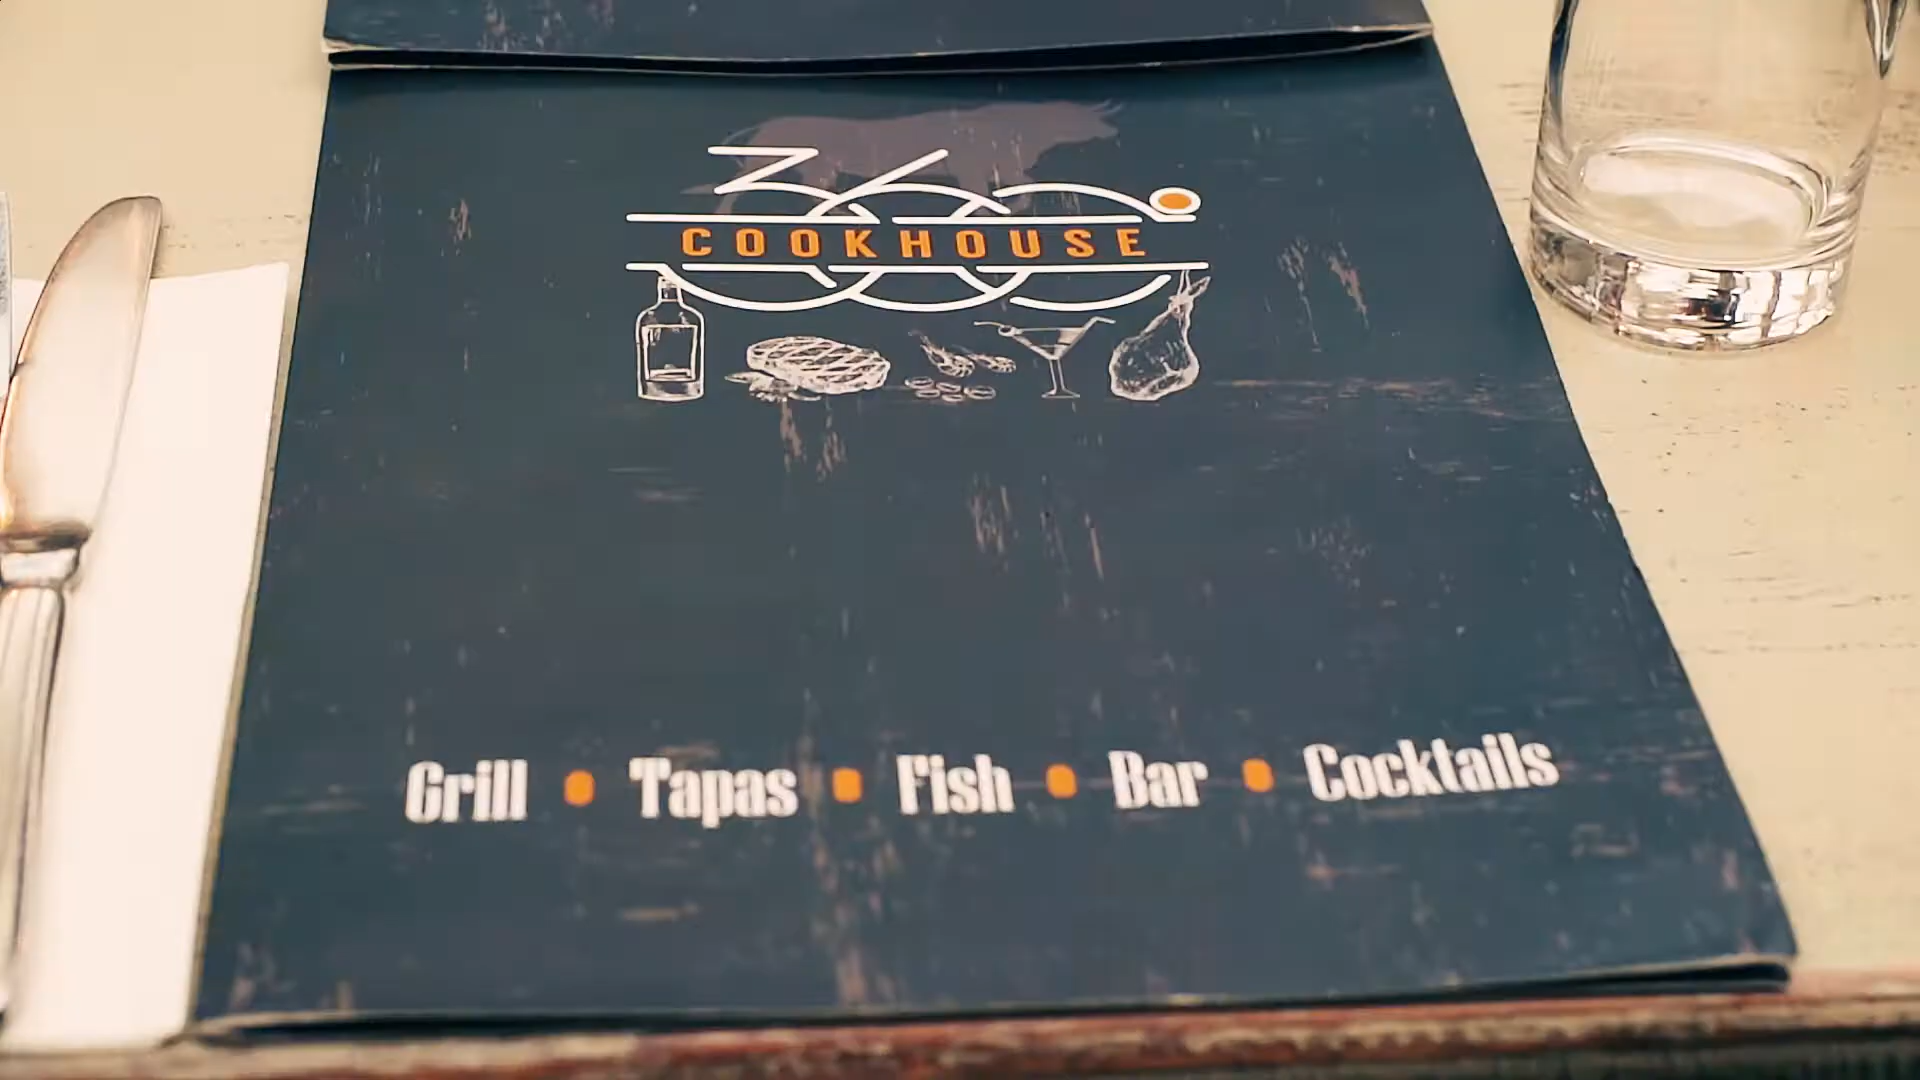 360°
COOKHOUSE
Grill • Tapas • Fish • Bar • Cocktails